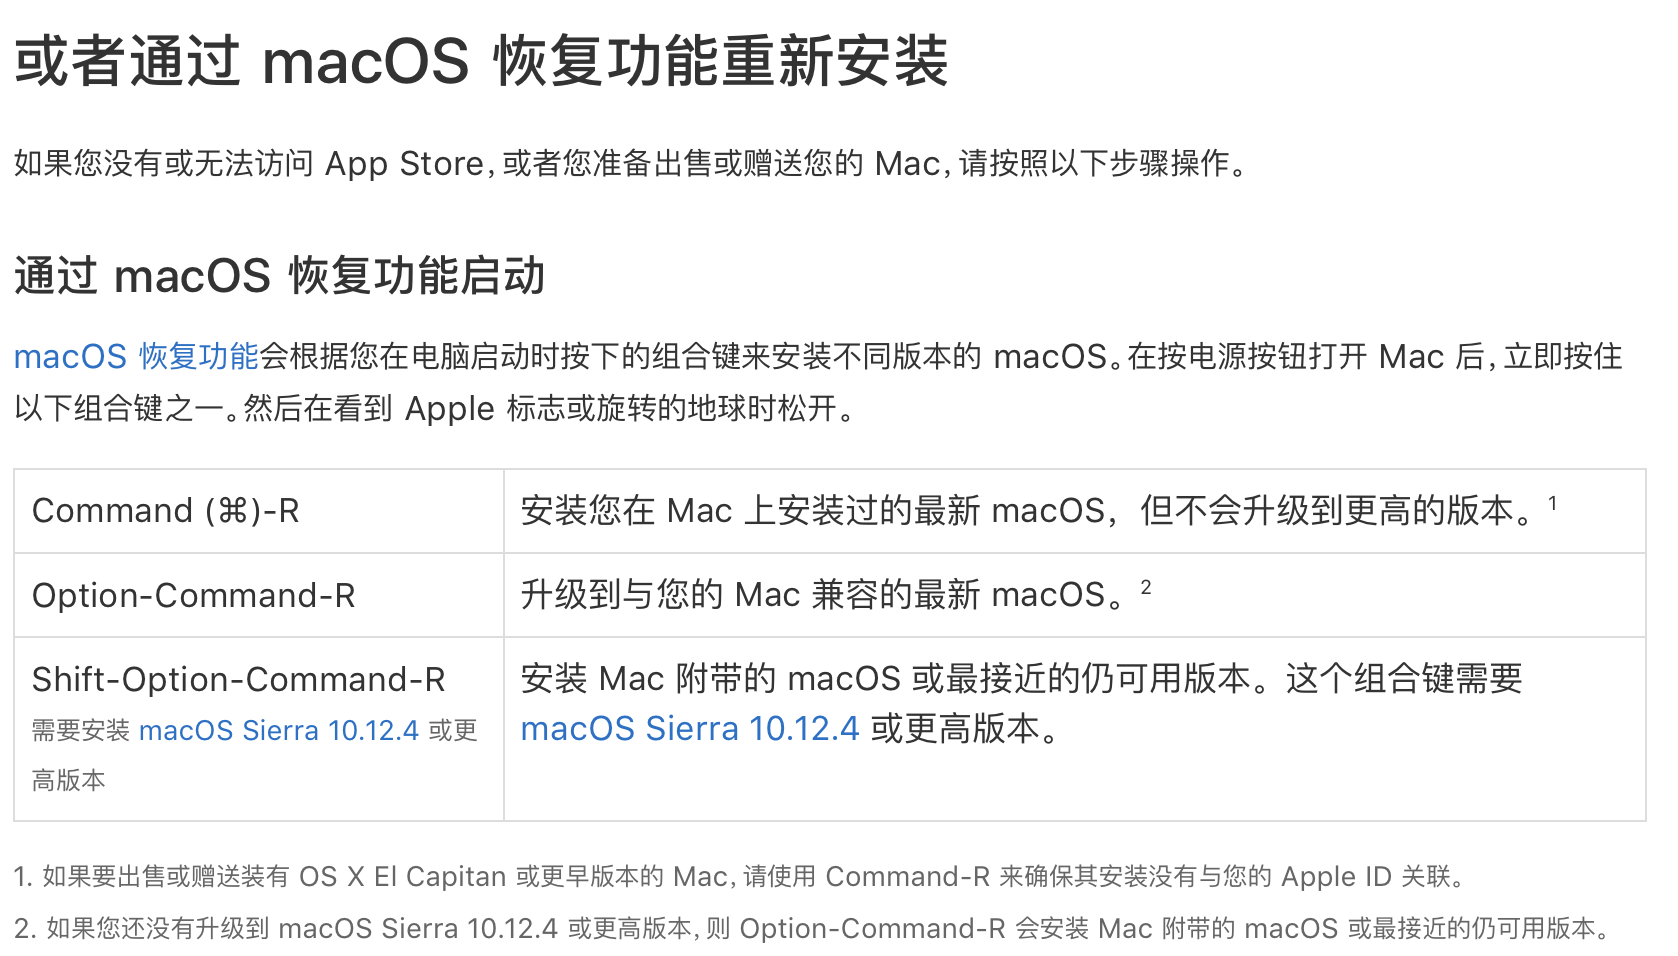 或者通过 macOS 恢复功能重新安装
如果您没有或无法访问 App Store，或者您准备出售或赠送您的 Mac，请按照以下步骤操作。
通过 macOS 恢复功能启动
macOS 恢复功能会根据您在电脑启动时按下的组合键来安装不同版本的 macOS。在按电源按钮打开 Mac 后，立即按住
以下组合键之一。然后在看到 Apple 标志或旋转的地球时松开。
Command (⌘)-R
安装您在 Mac 上安装过的最新 macOS，但不会升级到更高的版本。1
Option-Command-R
升级到与您的 Mac 兼容的最新 macOS。2
Shift-Option-Command-R
需要安装 macOS Sierra 10.12.4 或更
高版本
安装 Mac 附带的 macOS 或最接近的仍可用版本。这个组合键需要
macOS Sierra 10.12.4 或更高版本。
1. 如果要出售或赠送装有 OS X El Capitan 或更早版本的 Mac，请使用 Command-R 来确保其安装没有与您的 Apple ID 关联。
2. 如果您还没有升级到 macOS Sierra 10.12.4 或更高版本，则 Option-Command-R 会安装 Mac 附带的 macOS 或最接近的仍可用版本。